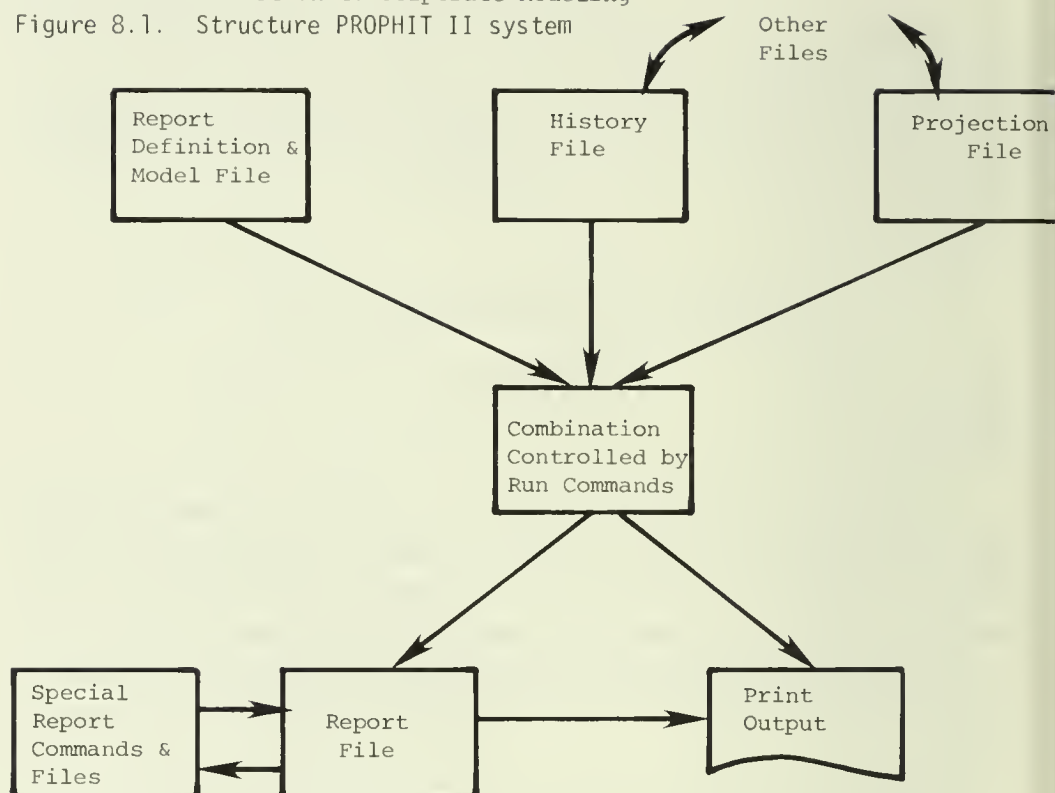 Figure 8.1. Structure PROPHIT II system
Other
Files
Report
Definition &
Model File
History
File
Projection
File
Combination
Controlled by
Run Commands
Special
Report
Commands &
Files
Report
File
Print
Output